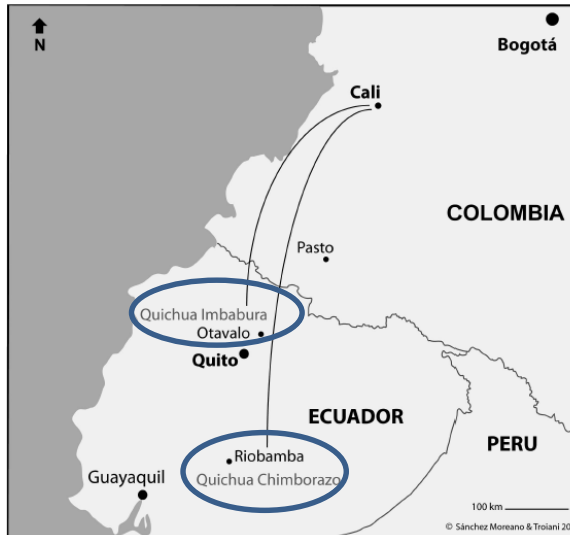 N
Bogotá
Cali
COLOMBIA
Pasto
Quichua Imbabura
Otavalo
Quito
ECUADOR
PERU
Riobamba
Quichua Chimborazo
Guayaquil
100 km
© Sánchez Moreano & Troiani 20